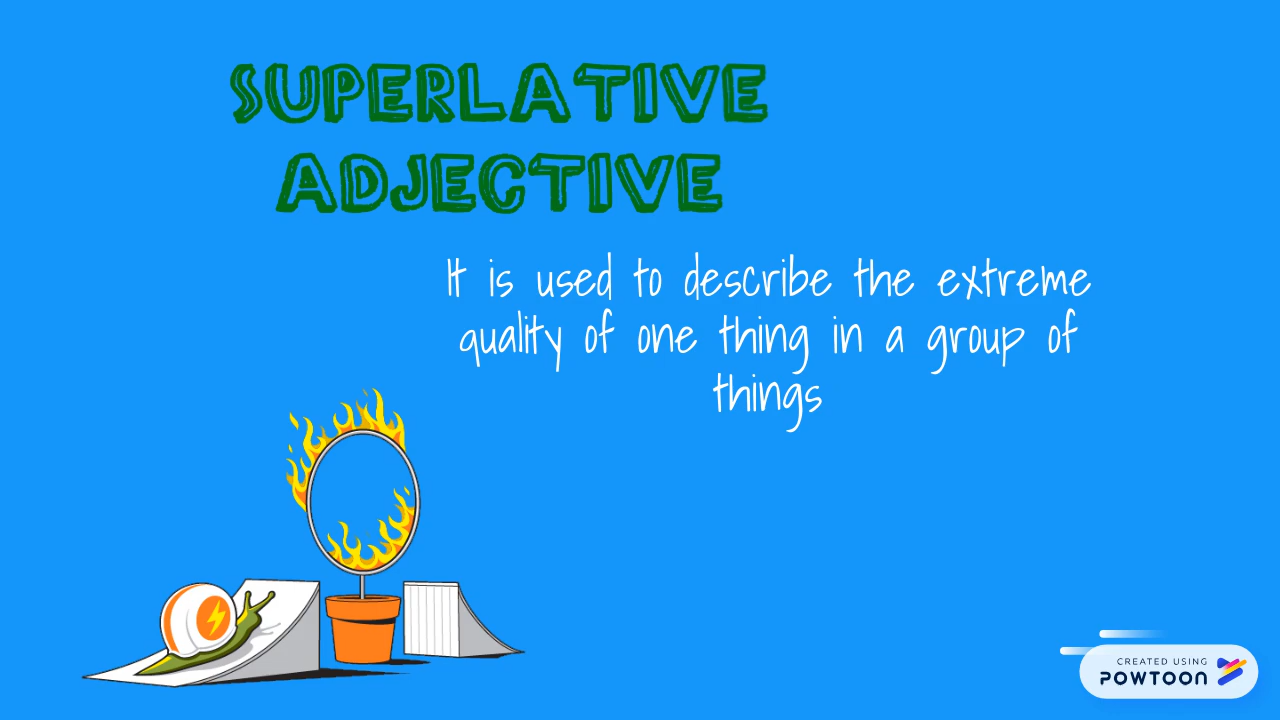 SUPERLATIVE
ADJECTIVE
It is used to describe the extreme
quality of one thing in a group of
things
CREATED USING
POWTOON